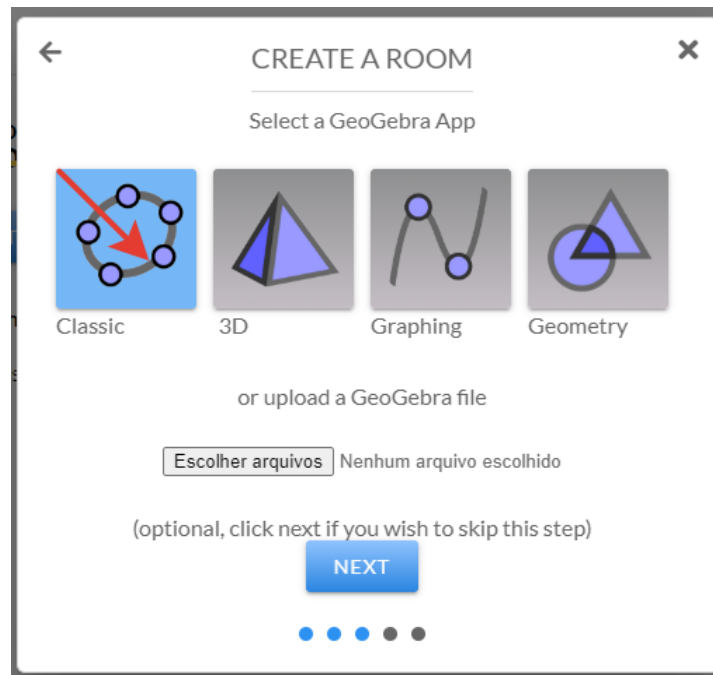 CREATE A ROOM
Select a GeoGebra App
Classic
3D
Graphing
Geometry
or upload a GeoGebra file
Escolher arquivos Nenhum arquivo escolhido
(optional, click next if you wish to skip this step)
NEXT